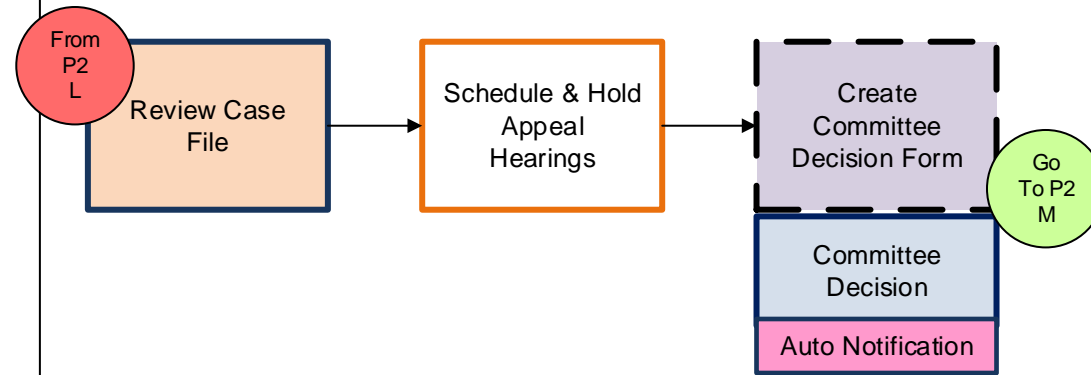 From
P2
L
Review Case
File
Schedule & Hold
Appeal
Hearings
Create
Committee
Decision Form
Go
To P2
M
Committee
Decision
Auto Notification